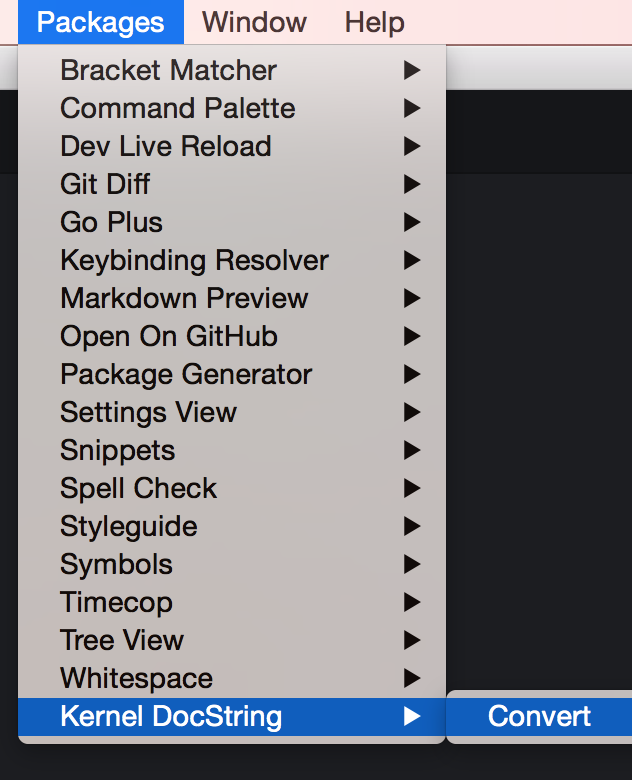 Packages Window Help
Bracket Matcher
Command Palette
Dev Live Reload
Git Diff
Go Plus
Keybinding Resolver
Markdown Preview
Open On GitHub
Package Generator
Settings View
Snippets
Spell Check
Styleguide
Symbols
Timecop
Tree View
Whitespace
Kernel DocString Convert